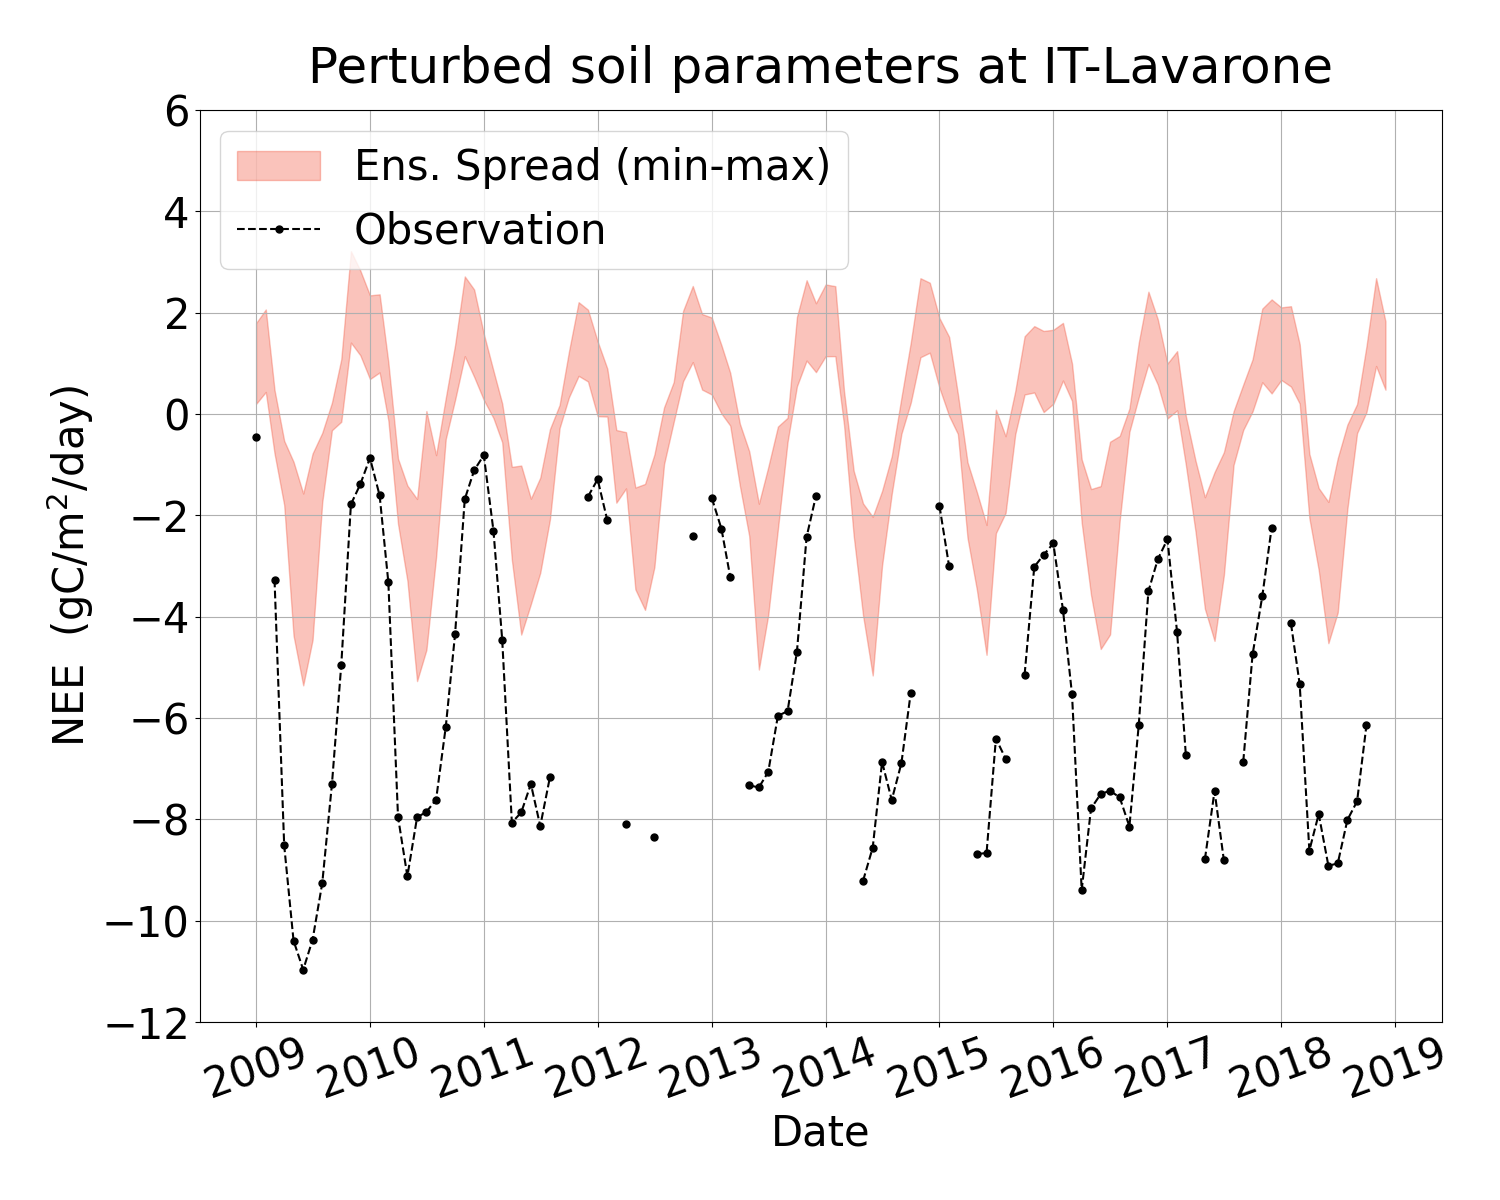 Perturbed soil parameters at IT-Lavarone
6
4
2
0
−2
−4
−6
−8
−10
−12
NEE (gC/m²/day)
Ens. Spread (min-max)
Observation
2009 2010 2011 2012 2013 2014 2015 2016 2017 2018 2019
Date